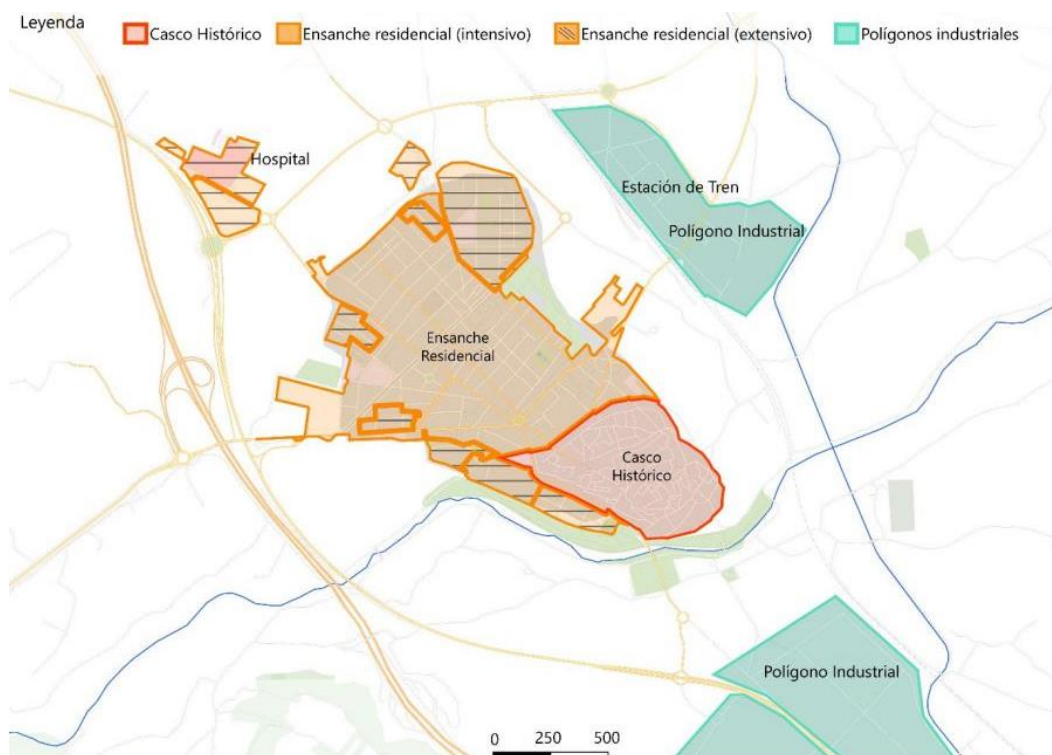 Leyenda
Casco Histórico
Ensanche residencial (intensivo)
Ensanche residencial (extensivo)
Polígonos industriales
Hospital
Estación de Tren
Polígono Industrial
Ensanche
Residencial
Casco
Histórico
Polígono Industrial
0 250 500